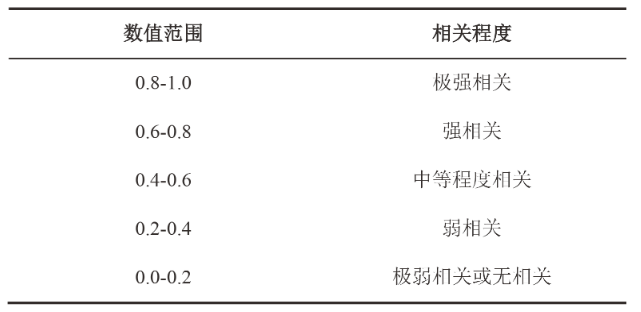 数值范围 相关程度
0.8-1.0 极强相关
0.6-0.8 强相关
0.4-0.6 中等程度相关
0.2-0.4 弱相关
0.0-0.2 极弱相关或无相关